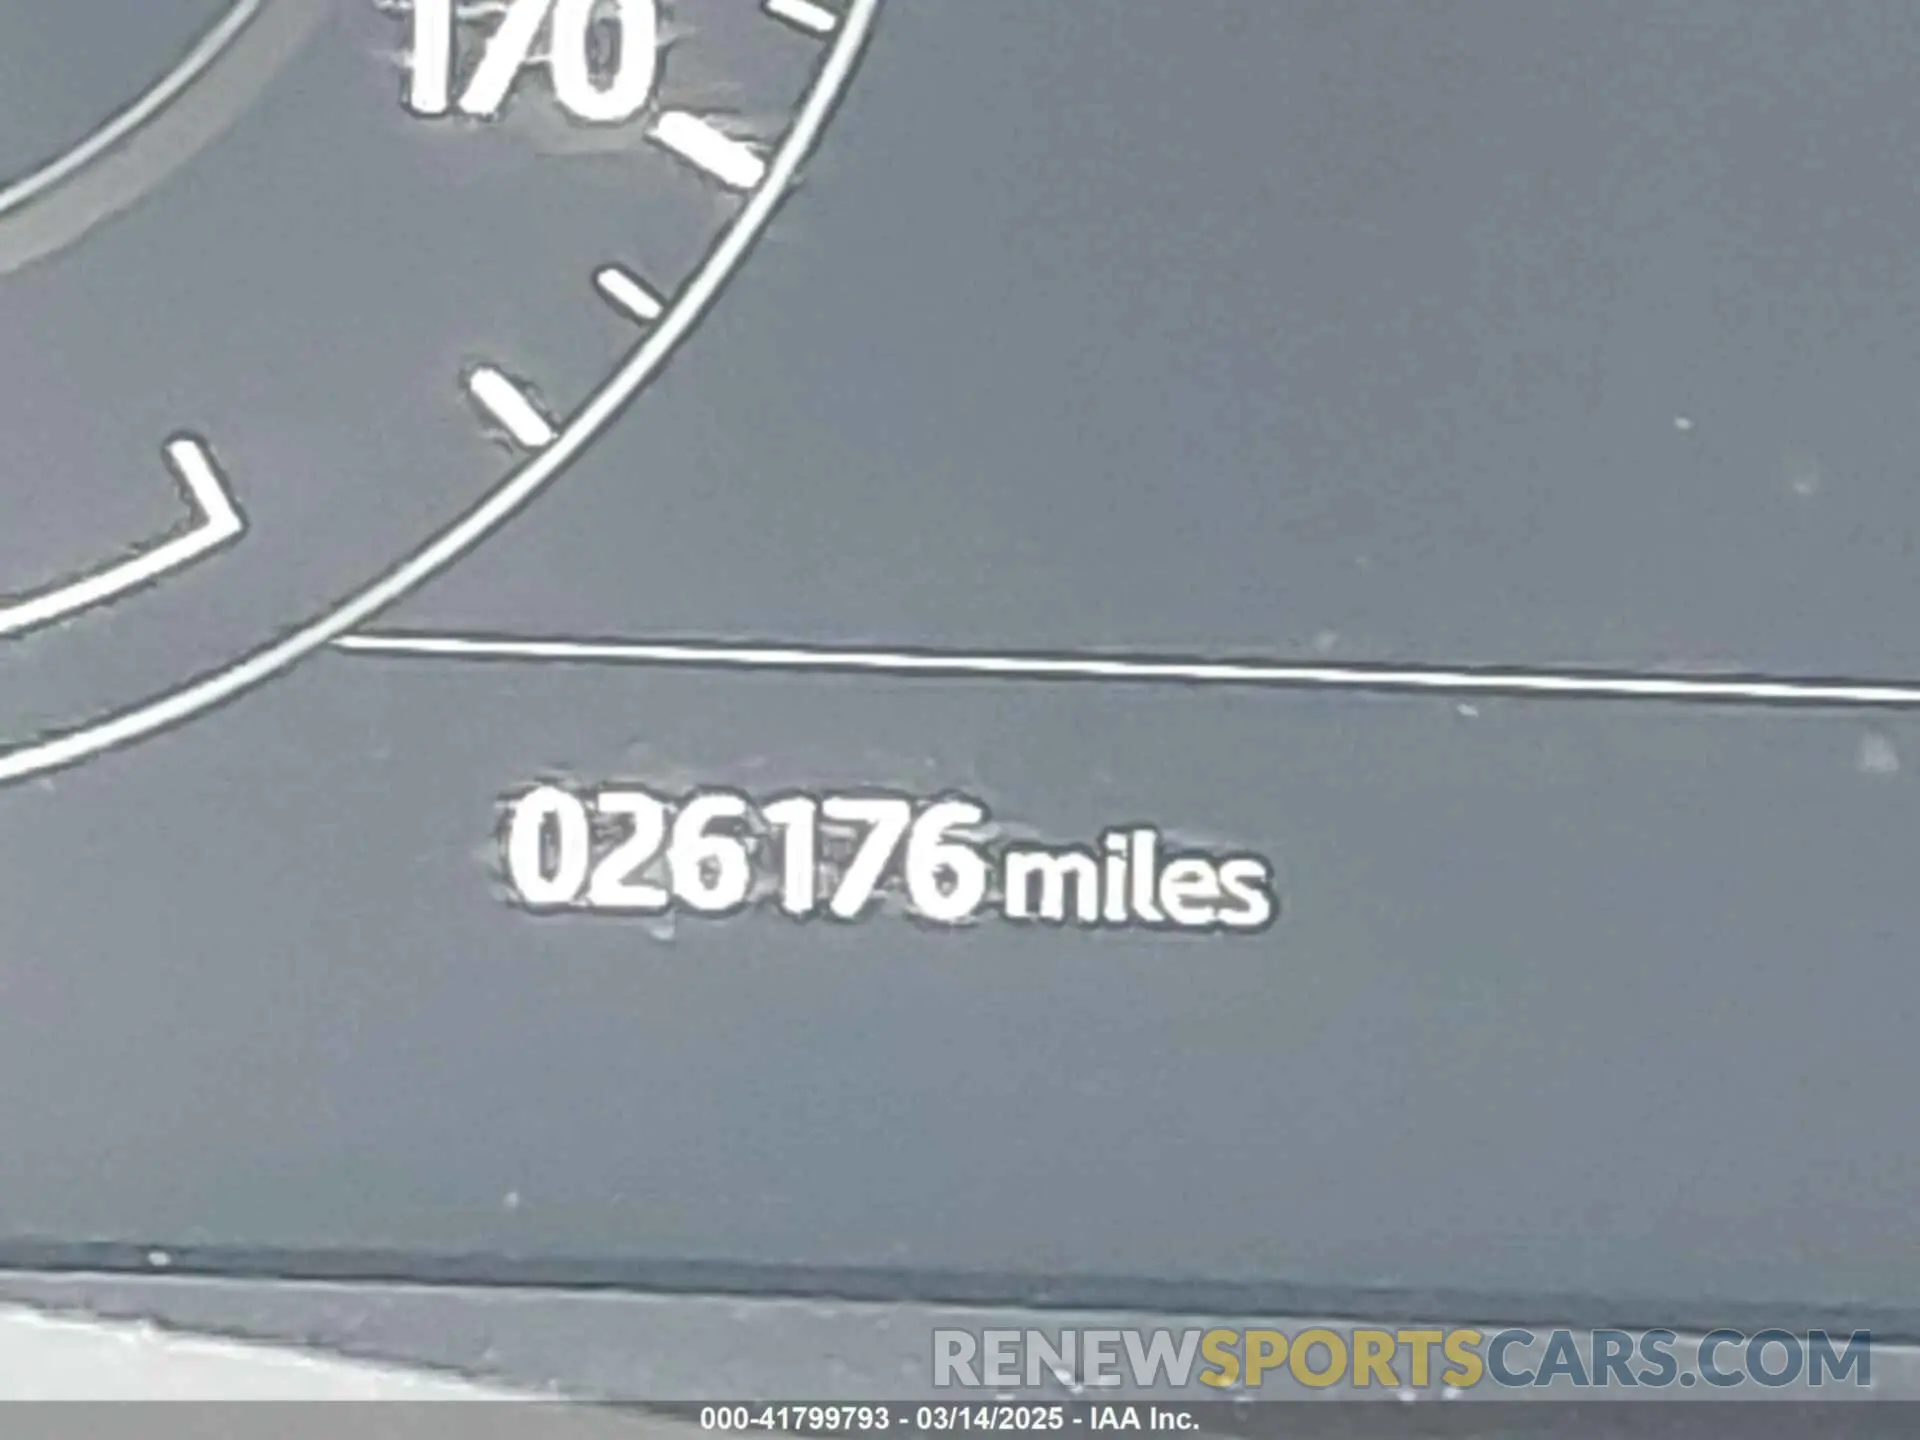 170
026176 miles
RENEWSPORTSCARS.COM
000-41799793 - 03/14/2025 - IAA Inc.